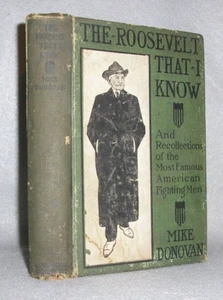 THE·ROOSEVELT
THAT·I
KNOW
And
Recollections
of the
Most Famous
American
Fighting Men
MIKE
DONOVAN